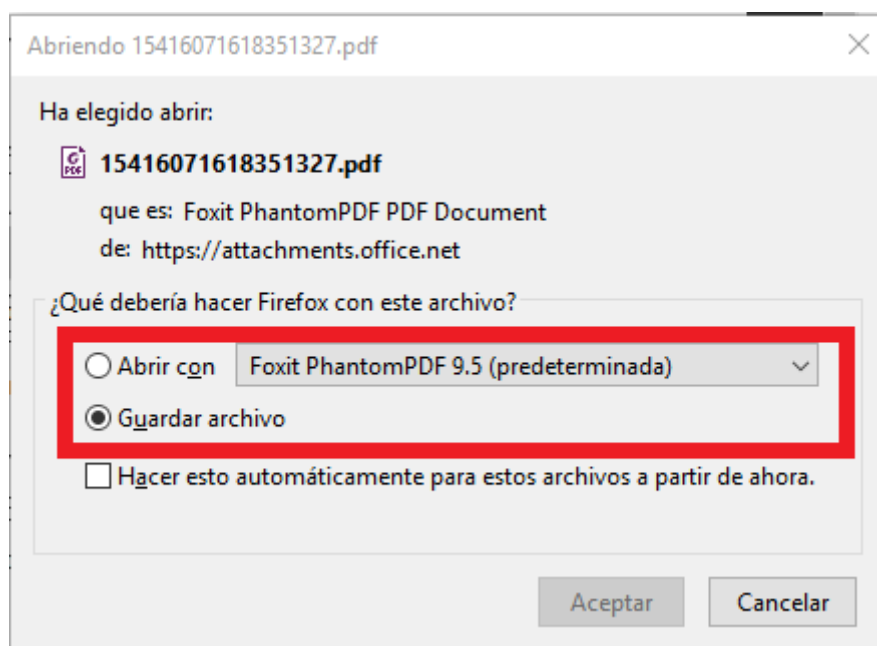 Abriendo 15416071618351327.pdf
Ha elegido abrir:
15416071618351327.pdf
que es: Foxit PhantomPDF PDF Document
de: https://attachments.office.net
¿Qué debería hacer Firefox con este archivo?
Abrir con Foxit PhantomPDF 9.5 (predeterminada)
Guardar archivo
Hacer esto automáticamente para estos archivos a partir de ahora.
Aceptar Cancelar